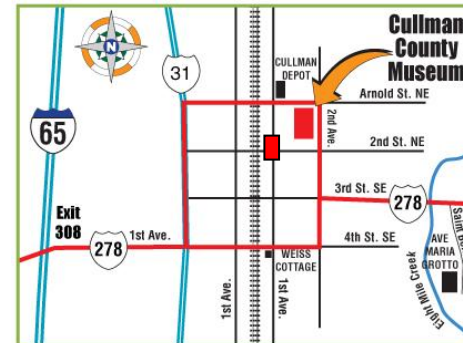 Cullman
County
Museum
N
31
CULLMAN
DEPOT
Arnold St. NE
65
2nd Ave.
2nd St. NE
3rd St. SE
278
Exit
308
278
1st Ave.
4th St. SE
WEISS
COTTAGE
AVE
MARIA
GROTTO
1st Ave.
1st Ave.
Eight Mile Creek